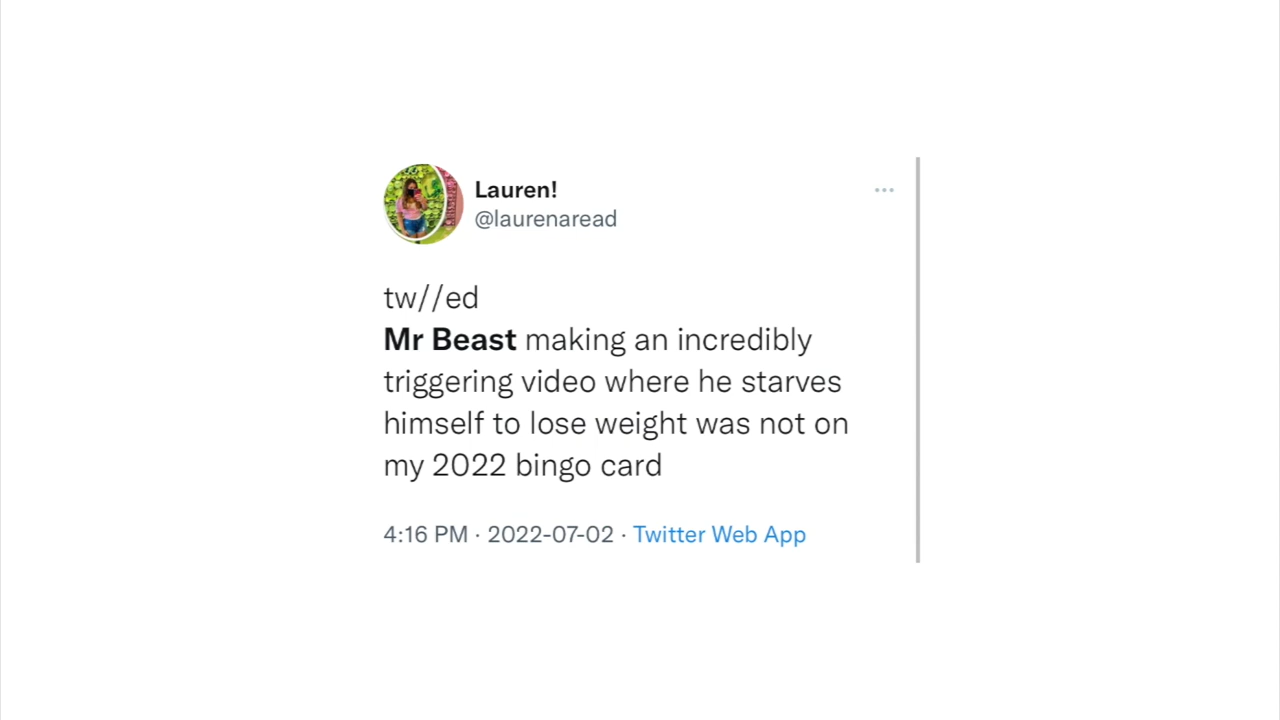 Lauren!
@laurenaread
tw//ed
Mr Beast making an incredibly
triggering video where he starves
himself to lose weight was not on
my 2022 bingo card
4:16 PM · 2022-07-02 · Twitter Web App